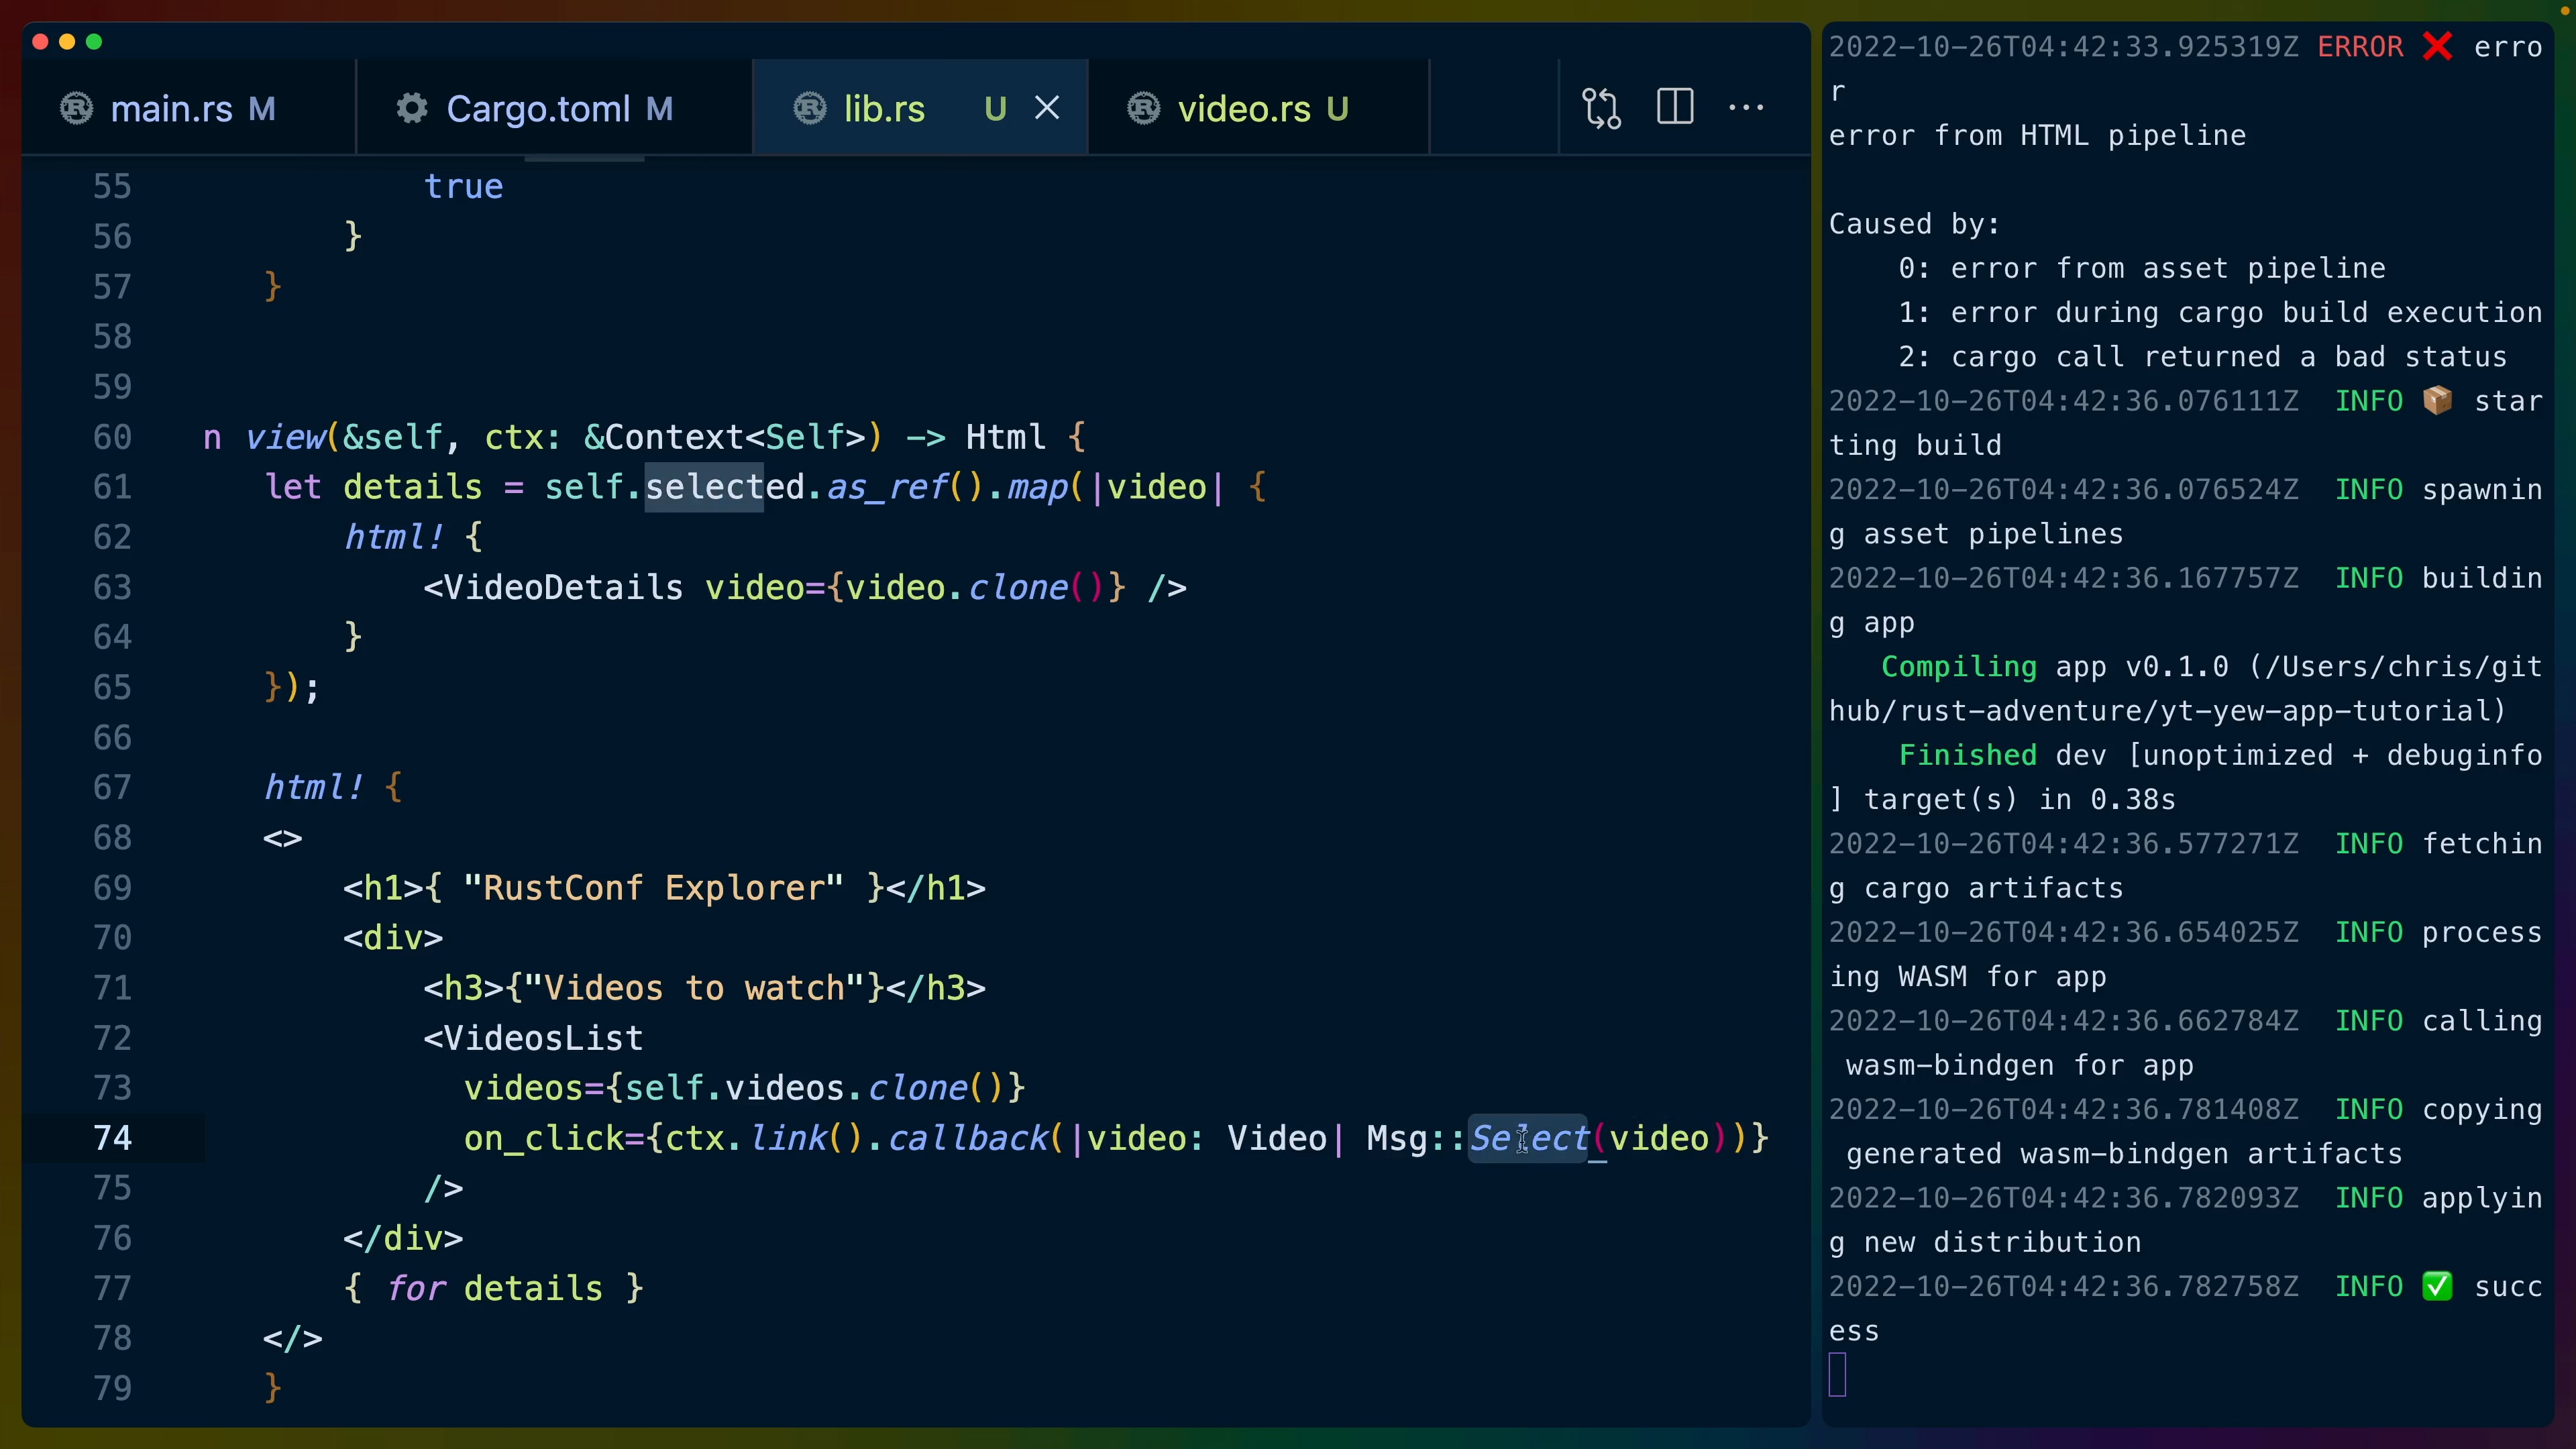 main.rs M
Cargo.toml M
lib.rs U
video.rs U
55 true
56 }
57 }
58
59
60 n view(&self, ctx: &Context<Self>) -> Html {
61 let details = self.selected.as_ref().map(|video| {
62 html! {
63 <VideoDetails video={video.clone()} />
64 }
65 });
66
67 html! {
68 <>
69 <h1>{ "RustConf Explorer" }</h1>
70 <div>
71 <h3>{"Videos to watch"}</h3>
72 <VideosList
73 videos={self.videos.clone()}
74 on_click={ctx.link().callback(|video: Video| Msg::Select(video))}
75 />
76 </div>
77 { for details }
78 </>
79 }
2022-10-26T04:42:33.925319Z ERROR ❌ erro
r
error from HTML pipeline
Caused by:
0: error from asset pipeline
1: error during cargo build execution
2: cargo call returned a bad status
2022-10-26T04:42:36.076111Z INFO 📦 star
ting build
2022-10-26T04:42:36.076524Z INFO spawnin
g asset pipelines
2022-10-26T04:42:36.167757Z INFO buildin
g app
Compiling app v0.1.0 (/Users/chris/git
hub/rust-adventure/yt-yew-app-tutorial)
Finished dev [unoptimized + debuginfo
] target(s) in 0.38s
2022-10-26T04:42:36.577271Z INFO fetchin
g cargo artifacts
2022-10-26T04:42:36.654025Z INFO process
ing WASM for app
2022-10-26T04:42:36.662784Z INFO calling
wasm-bindgen for app
2022-10-26T04:42:36.781408Z INFO copying
generated wasm-bindgen artifacts
2022-10-26T04:42:36.782093Z INFO applyin
g new distribution
2022-10-26T04:42:36.782758Z INFO ✅ succ
ess